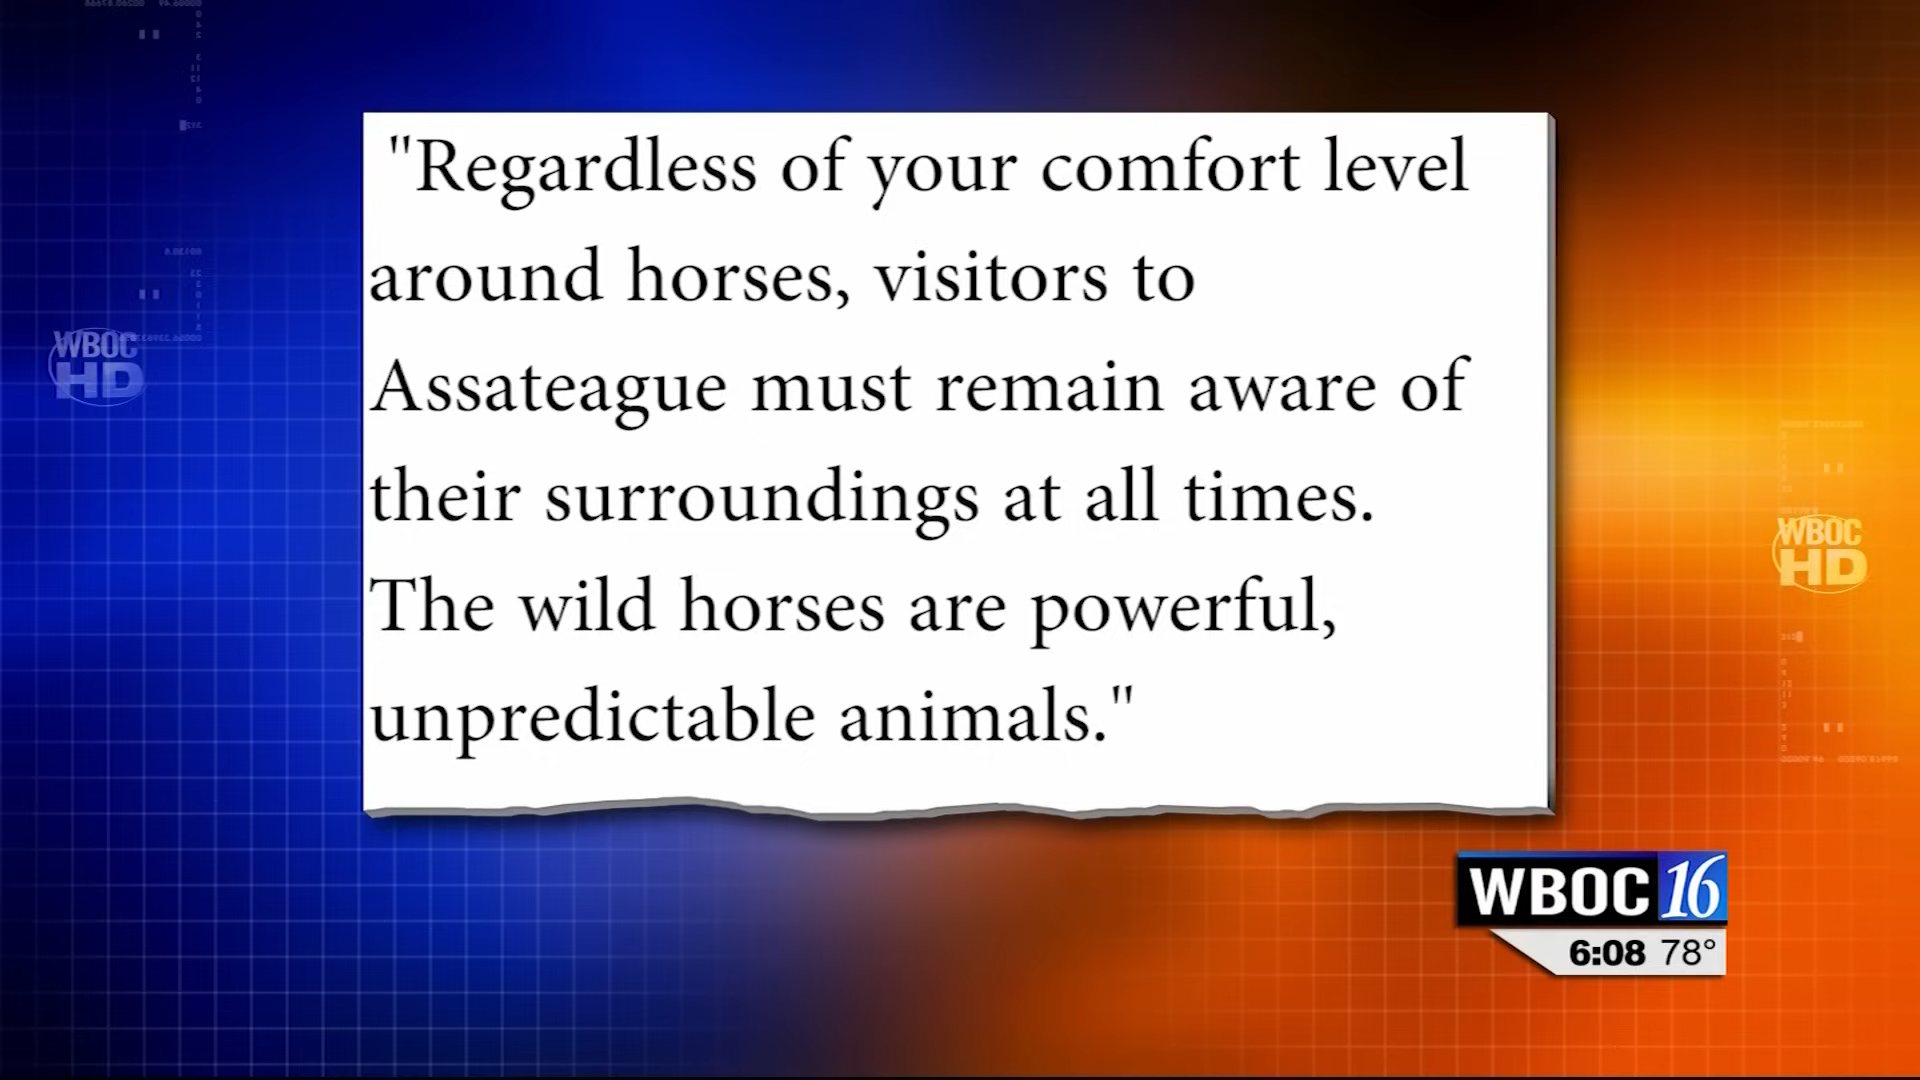 "Regardless of your comfort level
around horses, visitors to
Assateague must remain aware of
their surroundings at all times.
The wild horses are powerful,
unpredictable animals."
WBOC
HD
WBOC
HD
WBOC 16
6:08 78°